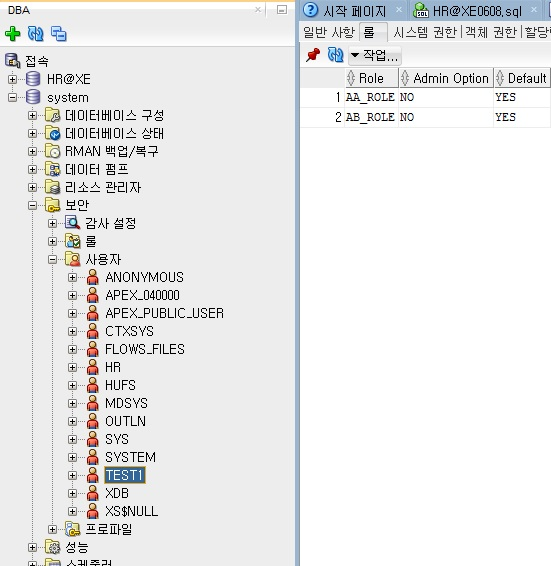 DBA
접속
HR@XE
system
데이터베이스 구성
데이터베이스 상태
RMAN 백업/복구
데이터 펌프
리소스 관리자
보안
감사 설정
롤
사용자
ANONYMOUS
APEX_040000
APEX_PUBLIC_USER
CTXSYS
FLOWS_FILES
HR
HUFS
MDSYS
OUTLN
SYS
SYSTEM
TEST1
XDB
XS$NULL
프로파일
성능
스케줄러
시작 페이지 HR@XE0608.sql
일반 사항 롤 시스템 권한 객체 권한 할당
작업...
Role Admin Option Default
1 AA_ROLE NO YES
2 AB_ROLE NO YES